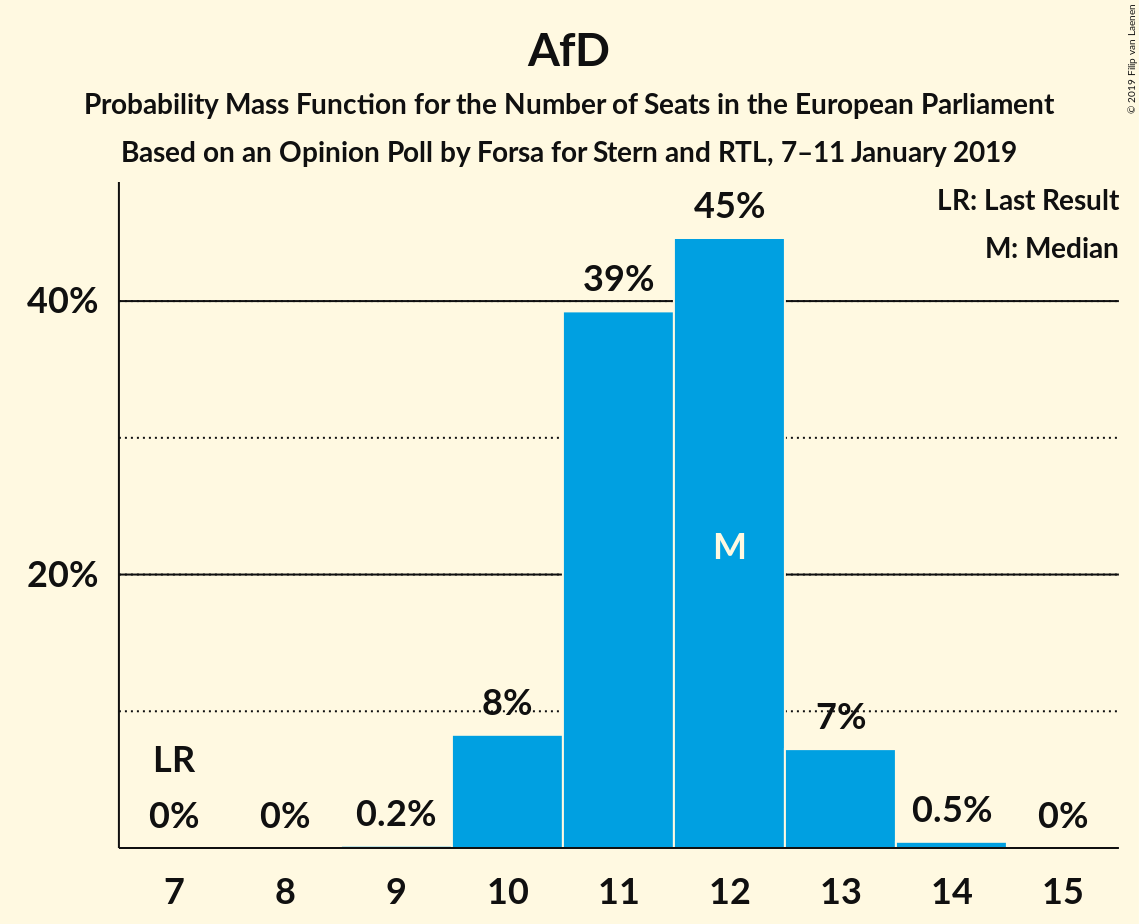 AfD
Probability Mass Function for the Number of Seats in the European Parliament
Based on an Opinion Poll by Forsa for Stern and RTL, 7–11 January 2019
© 2019 Filip van Laenen
LR: Last Result
M: Median
45%
39%
40%
M
20%
8%
7%
LR
0%
0%
0.2%
0.5%
0%
7 8 9 10 11 12 13 14 15